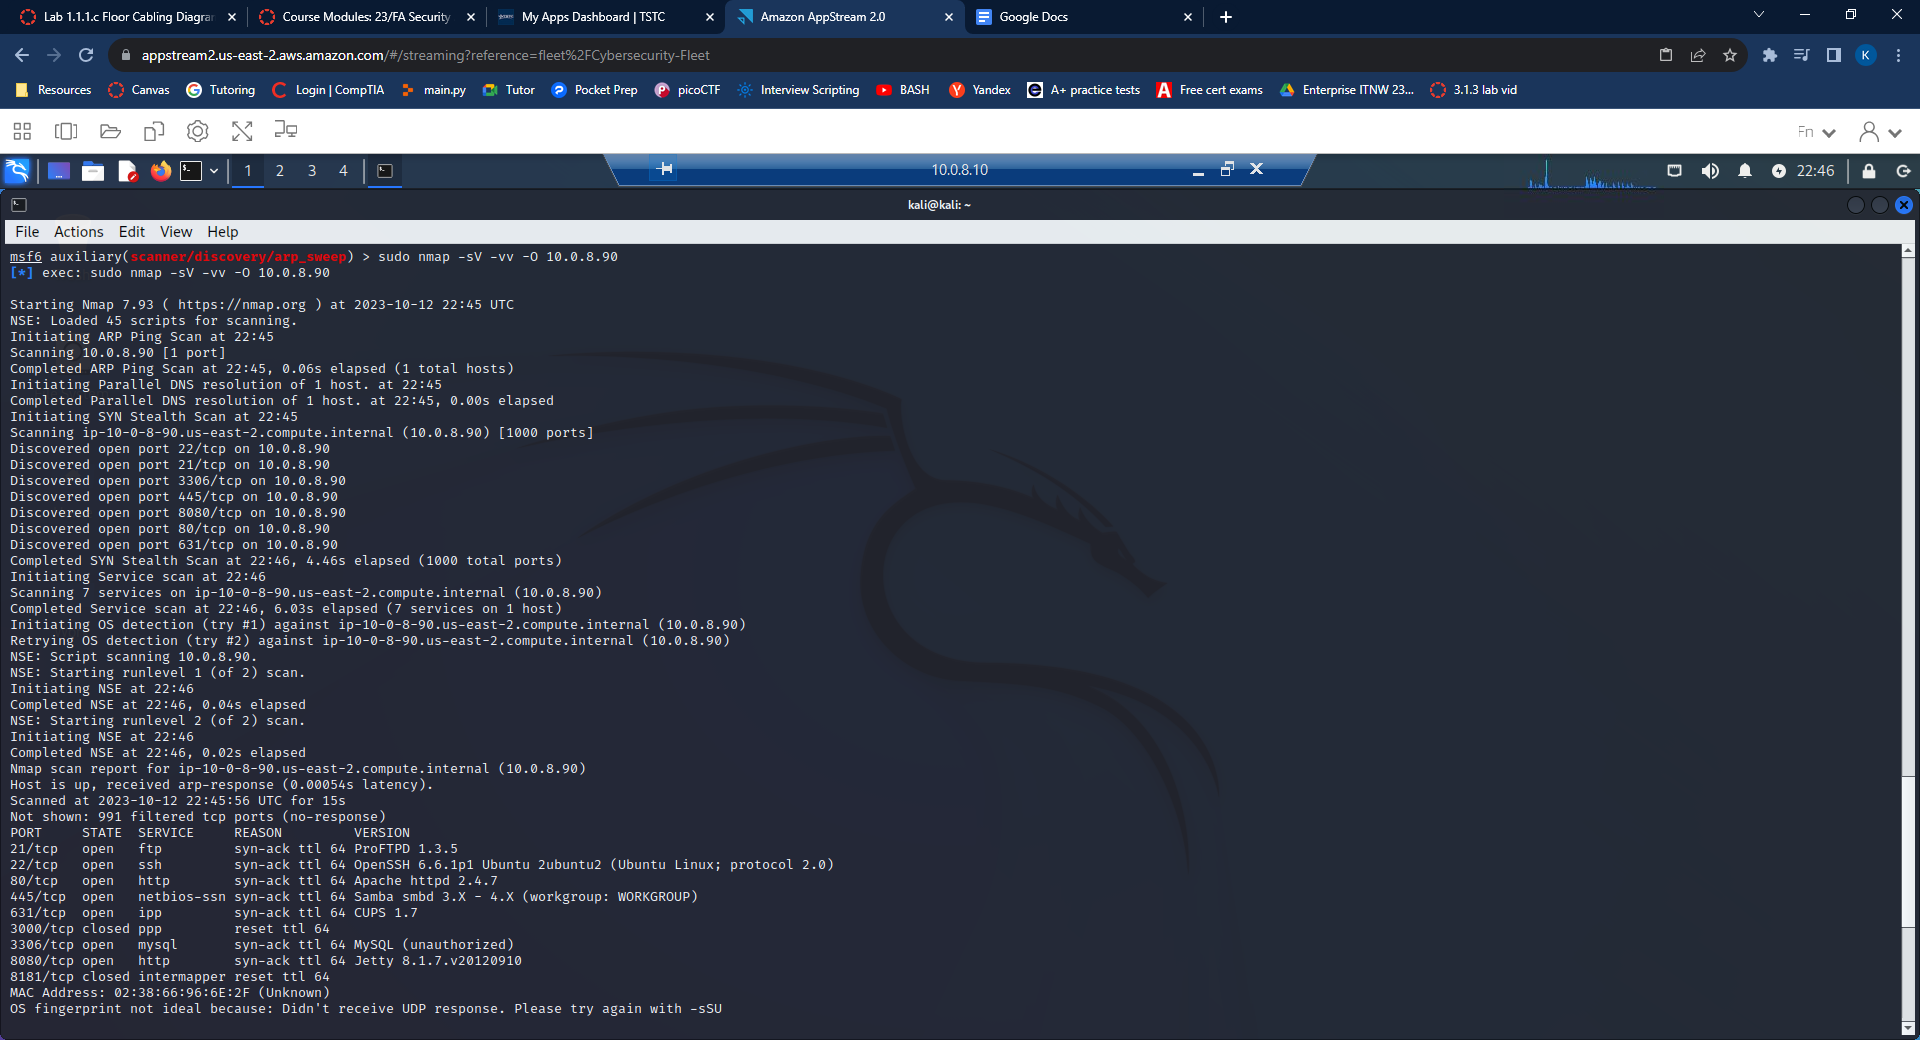 Lab 1.1.1.c Floor Cabling Diagra
Course Modules: 23/FA Security
My Apps Dashboard | TSTC
Amazon AppStream 2.0
Google Docs
appstream2.us-east-2.aws.amazon.com/#/streaming?reference=fleet%2FCybersecurity-Fleet
K
Resources
Canvas
Tutoring
Login | CompTIA
main.py
Tutor
Pocket Prep
picoCTF
Interview Scripting
BASH
Yandex
A+ practice tests
Free cert exams
Enterprise ITNW 23...
3.1.3 lab vid
Fn
1 2 3 4
10.0.8.10
22:46
kali@kali: ~
File Actions Edit View Help
msf6 auxiliary(scanner/discovery/arp_sweep) > sudo nmap -sV -vv -O 10.0.8.90
[*] exec: sudo nmap -sV -vv -O 10.0.8.90
Starting Nmap 7.93 ( https://nmap.org ) at 2023-10-12 22:45 UTC
NSE: Loaded 45 scripts for scanning.
Initiating ARP Ping Scan at 22:45
Scanning 10.0.8.90 [1 port]
Completed ARP Ping Scan at 22:45, 0.06s elapsed (1 total hosts)
Initiating Parallel DNS resolution of 1 host. at 22:45
Completed Parallel DNS resolution of 1 host. at 22:45, 0.00s elapsed
Initiating SYN Stealth Scan at 22:45
Scanning ip-10-0-8-90.us-east-2.compute.internal (10.0.8.90) [1000 ports]
Discovered open port 22/tcp on 10.0.8.90
Discovered open port 21/tcp on 10.0.8.90
Discovered open port 3306/tcp on 10.0.8.90
Discovered open port 445/tcp on 10.0.8.90
Discovered open port 8080/tcp on 10.0.8.90
Discovered open port 80/tcp on 10.0.8.90
Discovered open port 631/tcp on 10.0.8.90
Completed SYN Stealth Scan at 22:46, 4.46s elapsed (1000 total ports)
Initiating Service scan at 22:46
Scanning 7 services on ip-10-0-8-90.us-east-2.compute.internal (10.0.8.90)
Completed Service scan at 22:46, 6.03s elapsed (7 services on 1 host)
Initiating OS detection (try #1) against ip-10-0-8-90.us-east-2.compute.internal (10.0.8.90)
Retrying OS detection (try #2) against ip-10-0-8-90.us-east-2.compute.internal (10.0.8.90)
NSE: Script scanning 10.0.8.90.
NSE: Starting runlevel 1 (of 2) scan.
Initiating NSE at 22:46
Completed NSE at 22:46, 0.04s elapsed
NSE: Starting runlevel 2 (of 2) scan.
Initiating NSE at 22:46
Completed NSE at 22:46, 0.02s elapsed
Nmap scan report for ip-10-0-8-90.us-east-2.compute.internal (10.0.8.90)
Host is up, received arp-response (0.00054s latency).
Scanned at 2023-10-12 22:45:56 UTC for 15s
Not shown: 991 filtered tcp ports (no-response)
PORT STATE SERVICE REASON VERSION
21/tcp open ftp syn-ack ttl 64 ProFTPD 1.3.5
22/tcp open ssh syn-ack ttl 64 OpenSSH 6.6.1p1 Ubuntu 2ubuntu2 (Ubuntu Linux; protocol 2.0)
80/tcp open http syn-ack ttl 64 Apache httpd 2.4.7
445/tcp open netbios-ssn syn-ack ttl 64 Samba smbd 3.X - 4.X (workgroup: WORKGROUP)
631/tcp open ipp syn-ack ttl 64 CUPS 1.7
3000/tcp closed ppp reset ttl 64
3306/tcp open mysql syn-ack ttl 64 MySQL (unauthorized)
8080/tcp open http syn-ack ttl 64 Jetty 8.1.7.v20120910
8181/tcp closed intermapper reset ttl 64
MAC Address: 02:38:66:96:6E:2F (Unknown)
OS fingerprint not ideal because: Didn't receive UDP response. Please try again with -sSU